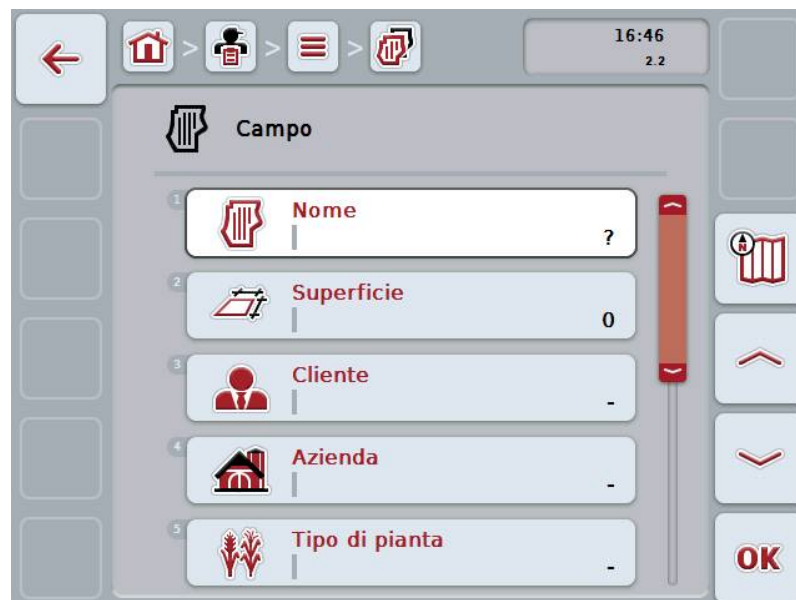 16:46
2.2
Campo
1
Nome
?
2
Superficie
0
3
Cliente
-
4
Azienda
-
5
Tipo di pianta
-
N
OK